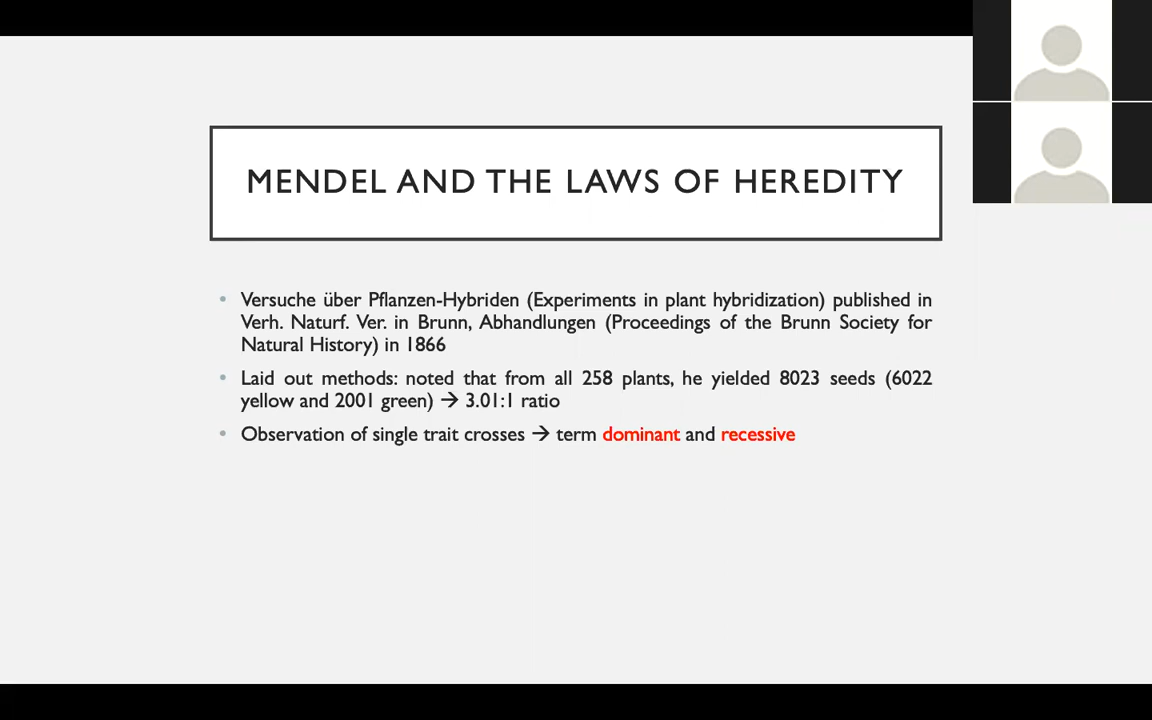 MENDEL AND THE LAWS OF HEREDITY
• Versuche über Pflanzen-Hybriden (Experiments in plant hybridization) published in
Verh. Naturf. Ver. in Brunn, Abhandlungen (Proceedings of the Brunn Society for
Natural History) in 1866
• Laid out methods: noted that from all 258 plants, he yielded 8023 seeds (6022
yellow and 2001 green) → 3.01:1 ratio
• Observation of single trait crosses → term dominant and recessive